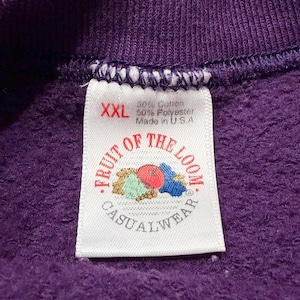 XXL
50% Cotton
50% Polyester
Made in U.S.A
• FRUIT OF THE LOOM •
CASUALWEAR®